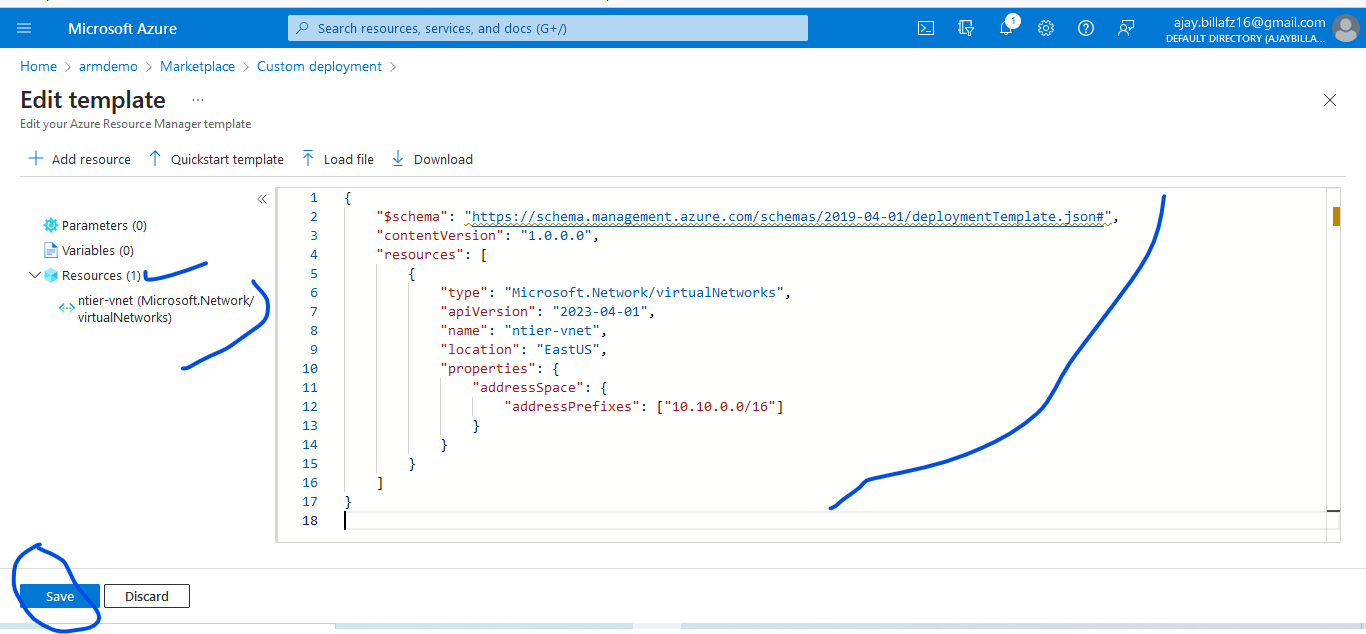 Microsoft Azure
Search resources, services, and docs (G+/)
1
ajay.billafz16@gmail.com
DEFAULT DIRECTORY (AJAYBILLA...
Home > armdemo > Marketplace > Custom deployment >
Edit template ...
Edit your Azure Resource Manager template
+ Add resource ↑ Quickstart template Load file Download
«
Parameters (0)
Variables (0)
Resources (1)
ntier-vnet (Microsoft.Network/
virtualNetworks)
1 {
2 "$schema": "https://schema.management.azure.com/schemas/2019-04-01/deploymentTemplate.json#",
3 "contentVersion": "1.0.0.0",
4 "resources": [
5 {
6 "type": "Microsoft.Network/virtualNetworks",
7 "apiVersion": "2023-04-01",
8 "name": "ntier-vnet",
9 "location": "EastUS",
10 "properties": {
11 "addressSpace": {
12 "addressPrefixes": ["10.10.0.0/16"]
13 }
14 }
15 }
16 ]
17 }
18
Save Discard